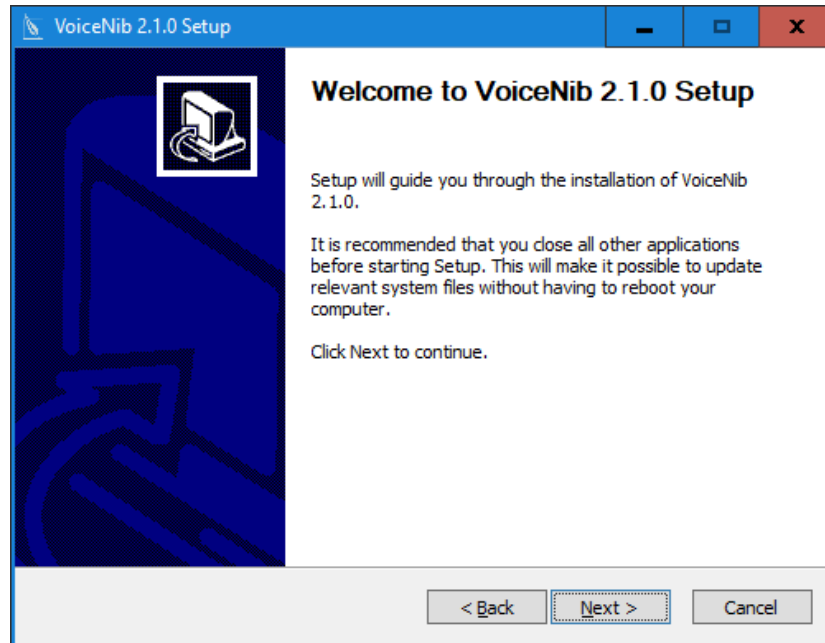 VoiceNib 2.1.0 Setup
Welcome to VoiceNib 2.1.0 Setup
Setup will guide you through the installation of VoiceNib
2.1.0.
It is recommended that you close all other applications
before starting Setup. This will make it possible to update
relevant system files without having to reboot your
computer.
Click Next to continue.
< Back Next > Cancel